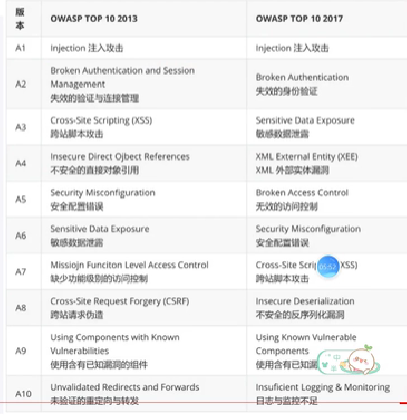 版本 OWASP TOP 10 2013 OWASP TOP 10 2017
A1 Injection 注入攻击 Injection 注入攻击
A2 Broken Authentication and Session Management 失效的验证与连接管理 Broken Authentication 失效的身份验证
A3 Cross-Site Scripting (XSS) 跨站脚本攻击 Sensitive Data Exposure 敏感数据泄露
A4 Insecure Direct Ojbect References 不安全的直接对象引用 XML External Entity (XEE) XML 外部实体漏洞
A5 Security Misconfiguration 安全配置错误 Broken Access Control 无效的访问控制
A6 Sensitive Data Exposure 敏感数据泄露 Security Misconfiguration 安全配置错误
A7 Missiojn Funciton Level Access Control 缺少功能级别的访问控制 Cross-Site XSS) 跨站脚本攻击
05:52
A8 Cross-Site Request Forgery (CSRF) 跨站请求伪造 Insecure Deserialization 不安全的反序列化漏洞
A9 Using Components with Known Vulnerabilities 使用含有已知漏洞的组件 Using Known Vulnerable Components 使用含有已知漏
A10 Unvalidated Redirects and Forwards 未验证的重定向与转发 Insufficient Logging & Monitoring 日志与监控不足